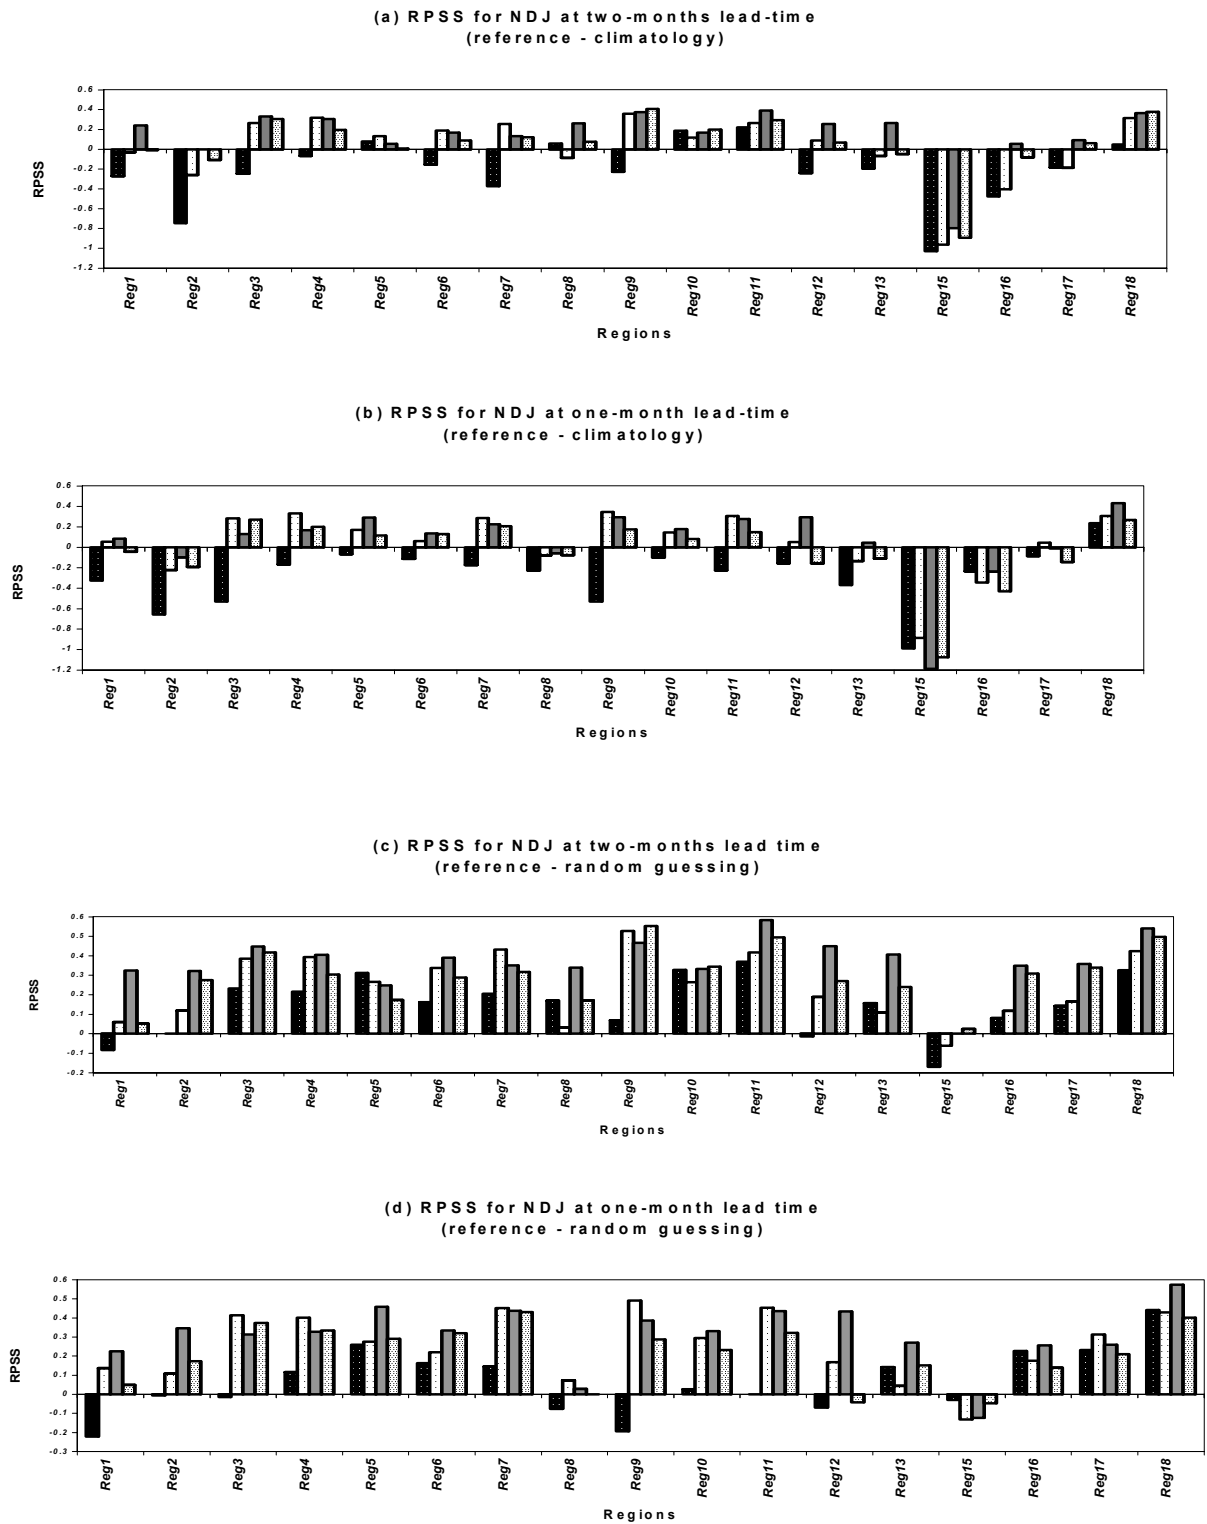 (a) RPSS for NDJ at two-months lead-time
(reference - climatology)
0.6
0.4
0.2
0
-0.2
-0.4
-0.6
-0.8
-1
-1.2
RPSS
Reg1 Reg2 Reg3 Reg4 Reg5 Reg6 Reg7 Reg8 Reg9 Reg10 Reg11 Reg12 Reg13 Reg15 Reg16 Reg17 Reg18
Regions
(b) RPSS for NDJ at one-month lead-time
(reference - climatology)
0.6
0.4
0.2
0
-0.2
-0.4
-0.6
-0.8
-1
-1.2
RPSS
Reg1 Reg2 Reg3 Reg4 Reg5 Reg6 Reg7 Reg8 Reg9 Reg10 Reg11 Reg12 Reg13 Reg15 Reg16 Reg17 Reg18
Regions
(c) RPSS for NDJ at two-months lead time
(reference - random guessing)
0.6
0.5
0.4
0.3
0.2
0.1
0
-0.1
-0.2
RPSS
Reg1 Reg2 Reg3 Reg4 Reg5 Reg6 Reg7 Reg8 Reg9 Reg10 Reg11 Reg12 Reg13 Reg15 Reg16 Reg17 Reg18
Regions
(d) RPSS for NDJ at one-month lead time
(reference - random guessing)
0.6
0.5
0.4
0.3
0.2
0.1
0
-0.1
-0.2
-0.3
RPSS
Reg1 Reg2 Reg3 Reg4 Reg5 Reg6 Reg7 Reg8 Reg9 Reg10 Reg11 Reg12 Reg13 Reg15 Reg16 Reg17 Reg18
Regions